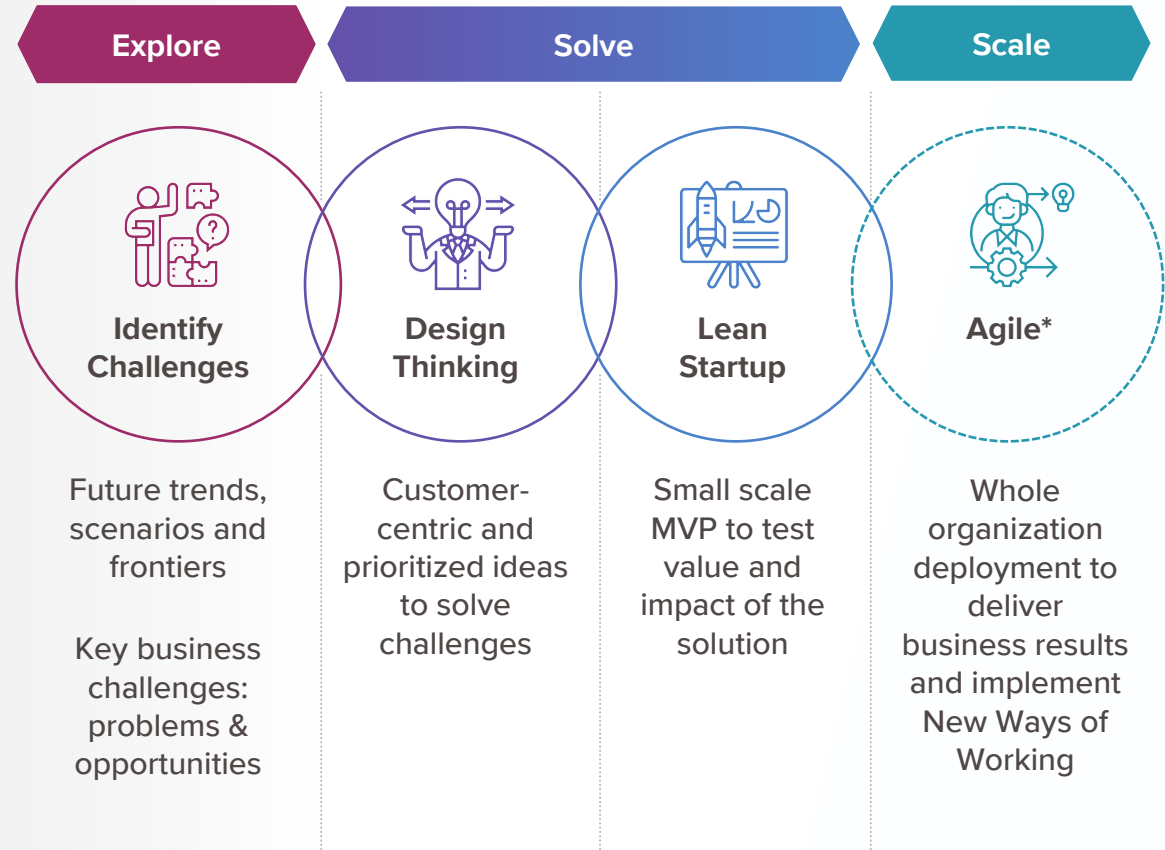 Explore
Solve
Scale
Identify
Challenges
Design
Thinking
Lean
Startup
Agile*
Future trends,
scenarios and
frontiers
Key business
challenges:
problems &
opportunities
Customer-
centric and
prioritized ideas
to solve
challenges
Small scale
MVP to test
value and
impact of the
solution
Whole
organization
deployment to
deliver
business results
and implement
New Ways of
Working